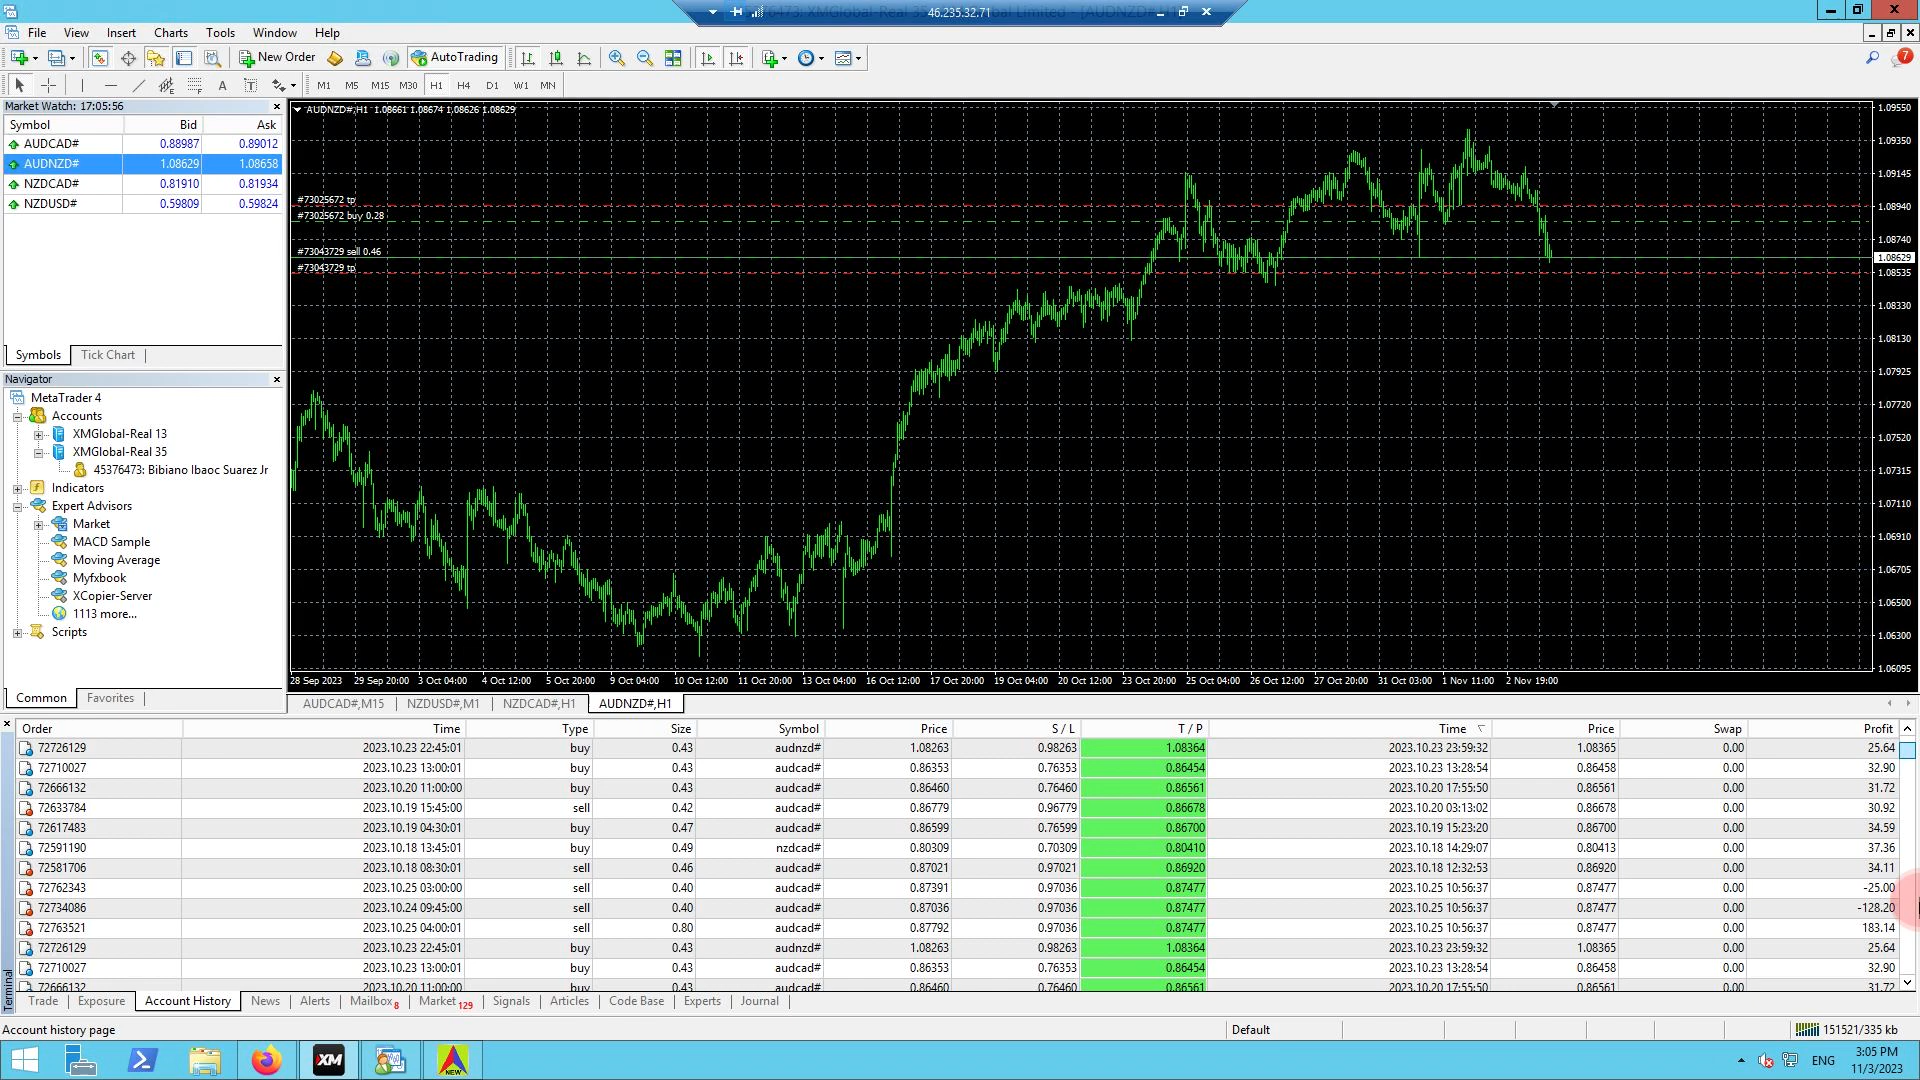 46.235.32.71
File View Insert Charts Tools Window Help
New Order AutoTrading 7
M1 M5 M15 M30 H1 H4 D1 W1 MN
Market Watch: 17:05:56
Symbol Bid Ask
AUDCAD# 0.88987 0.89012
AUDNZD# 1.08629 1.08658
NZDCAD# 0.81910 0.81934
NZDUSD# 0.59809 0.59824
Symbols Tick Chart
Navigator
MetaTrader 4
Accounts
XMGlobal-Real 13
XMGlobal-Real 35
45376473: Bibiano Ibaoc Suarez Jr
Indicators
Expert Advisors
Market
MACD Sample
Moving Average
Myfxbook
XCopier-Server
1113 more...
Scripts
Common Favorites
AUDNZD#,H1 1.08661 1.08674 1.08626 1.08629
#73025672 tp
#73025672 buy 0.28
#73043729 sell 0.46
#73043729 tp
1.09550
1.09350
1.09145
1.08940
1.08740
1.08629
1.08535
1.08330
1.08130
1.07925
1.07720
1.07520
1.07315
1.07110
1.06910
1.06705
1.06500
1.06300
1.06095
28 Sep 2023 29 Sep 20:00 3 Oct 04:00 4 Oct 12:00 5 Oct 20:00 9 Oct 04:00 10 Oct 12:00 11 Oct 20:00 13 Oct 04:00 16 Oct 12:00 17 Oct 20:00 19 Oct 04:00 20 Oct 12:00 23 Oct 20:00 25 Oct 04:00 26 Oct 12:00 27 Oct 20:00 31 Oct 03:00 1 Nov 11:00 2 Nov 19:00
AUDCAD#,M15 NZDUSD#,M1 NZDCAD#,H1 AUDNZD#,H1
Order Time Type Size Symbol Price S / L T / P Time Price Swap Profit
72726129 2023.10.23 22:45:01 buy 0.43 audnzd# 1.08263 0.98263 1.08364 2023.10.23 23:59:32 1.08365 0.00 25.64
72710027 2023.10.23 13:00:01 buy 0.43 audcad# 0.86353 0.76353 0.86454 2023.10.23 13:28:54 0.86458 0.00 32.90
72666132 2023.10.20 11:00:00 buy 0.43 audcad# 0.86460 0.76460 0.86561 2023.10.20 17:55:50 0.86561 0.00 31.72
72633784 2023.10.19 15:45:00 sell 0.42 audcad# 0.86779 0.96779 0.86678 2023.10.20 03:13:02 0.86678 0.00 30.92
72617483 2023.10.19 04:30:01 buy 0.47 audcad# 0.86599 0.76599 0.86700 2023.10.19 15:23:20 0.86700 0.00 34.59
72591190 2023.10.18 13:45:01 buy 0.49 nzdcad# 0.80309 0.70309 0.80410 2023.10.18 14:29:07 0.80413 0.00 37.36
72581706 2023.10.18 08:30:01 sell 0.46 audcad# 0.87021 0.97021 0.86920 2023.10.18 12:32:53 0.86920 0.00 34.11
72762343 2023.10.25 03:00:00 sell 0.40 audcad# 0.87391 0.97036 0.87477 2023.10.25 10:56:37 0.87477 0.00 -25.00
72734086 2023.10.24 09:45:00 sell 0.40 audcad# 0.87036 0.97036 0.87477 2023.10.25 10:56:37 0.87477 0.00 -128.20
72763521 2023.10.25 04:00:01 sell 0.80 audcad# 0.87792 0.97036 0.87477 2023.10.25 10:56:37 0.87477 0.00 183.14
72726129 2023.10.23 22:45:01 buy 0.43 audnzd# 1.08263 0.98263 1.08364 2023.10.23 23:59:32 1.08365 0.00 25.64
72710027 2023.10.23 13:00:01 buy 0.43 audcad# 0.86353 0.76353 0.86454 2023.10.23 13:28:54 0.86458 0.00 32.90
72666132 2023.10.20 11:00:00 buy 0.43 audcad# 0.86460 0.76460 0.86561 2023.10.20 17:55:50 0.86561 0.00 31.72
Terminal
Trade Exposure Account History News Alerts Mailbox 8 Market 129 Signals Articles Code Base Experts Journal
Account history page Default 151521/335 kb
XM NEW ENG 3:05 PM
11/3/2023